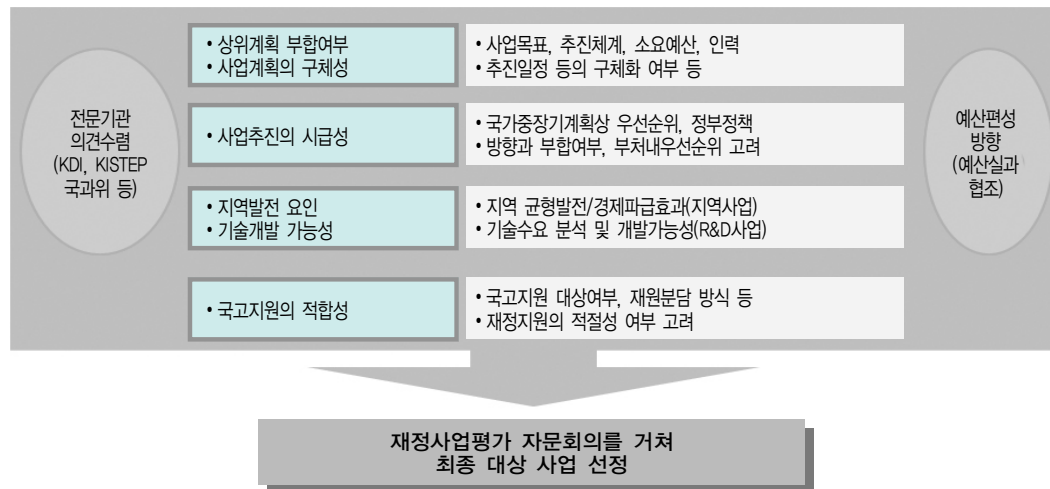 전문기관
의견수렴
(KDI, KISTEP
국과위 등)
• 상위계획 부합여부
• 사업계획의 구체성
• 사업목표, 추진체계, 소요예산, 인력
• 추진일정 등의 구체화 여부 등
• 사업추진의 시급성
• 국가중장기계획상 우선순위, 정부정책
• 방향과 부합여부, 부처내우선순위 고려
• 지역발전 요인
• 기술개발 가능성
• 지역 균형발전/경제파급효과(지역사업)
• 기술수요 분석 및 개발가능성(R&D사업)
• 국고지원의 적합성
• 국고지원 대상여부, 재원분담 방식 등
• 재정지원의 적절성 여부 고려
예산편성
방향
(예산실과
협조)
재정사업평가 자문회의를 거쳐
최종 대상 사업 선정